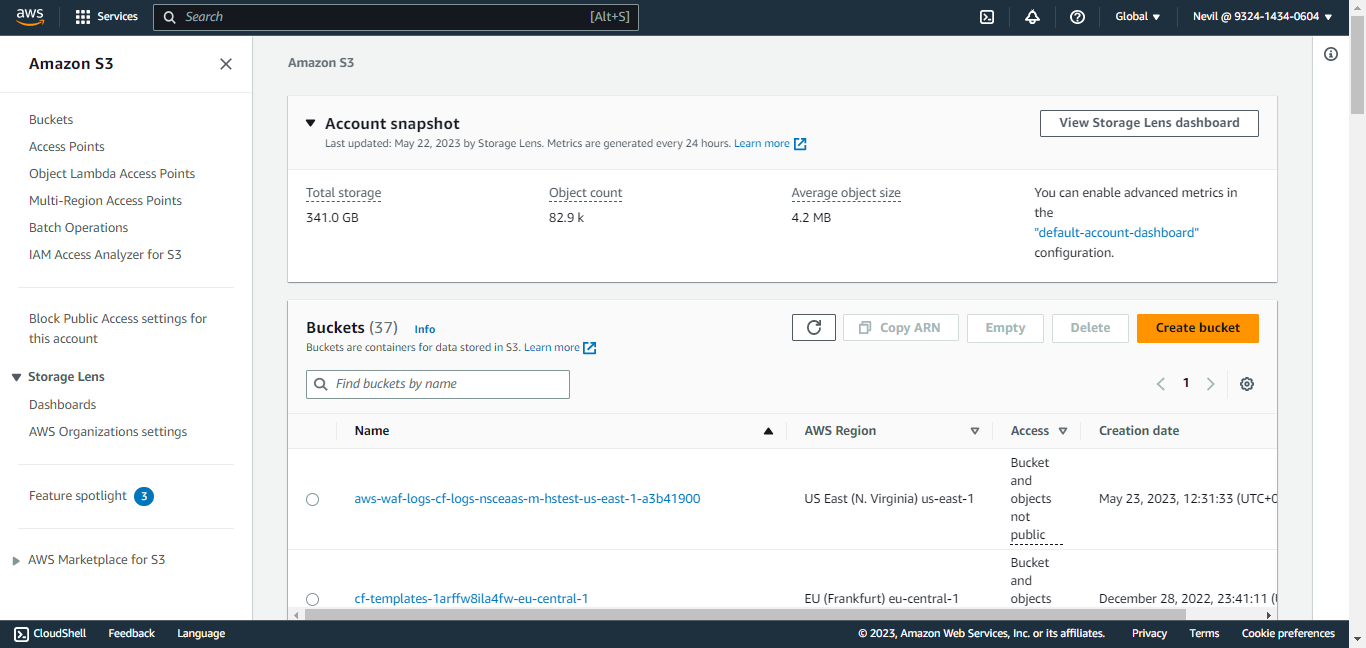 aws
Services
Search
[Alt+S]
Global
Nevil @ 9324-1434-0604
Amazon S3
Buckets
Access Points
Object Lambda Access Points
Multi-Region Access Points
Batch Operations
IAM Access Analyzer for S3
Block Public Access settings for
this account
Storage Lens
Dashboards
AWS Organizations settings
Feature spotlight 3
AWS Marketplace for S3
Amazon S3
Account snapshot
Last updated: May 22, 2023 by Storage Lens. Metrics are generated every 24 hours. Learn more
View Storage Lens dashboard
Total storage
341.0 GB
Object count
82.9 k
Average object size
4.2 MB
You can enable advanced metrics in
the
"default-account-dashboard"
configuration.
Buckets (37) Info
Buckets are containers for data stored in S3. Learn more
Copy ARN
Empty
Delete
Create bucket
Find buckets by name
1
Name
AWS Region
Access
Creation date
aws-waf-logs-cf-logs-nsceaas-m-hstest-us-east-1-a3b41900
US East (N. Virginia) us-east-1
Bucket
and
objects
not
public
May 23, 2023, 12:31:33 (UTC+0
cf-templates-1arffw8ila4fw-eu-central-1
EU (Frankfurt) eu-central-1
Bucket
and
objects
December 28, 2022, 23:41:11 (
CloudShell
Feedback
Language
© 2023, Amazon Web Services, Inc. or its affiliates.
Privacy
Terms
Cookie preferences